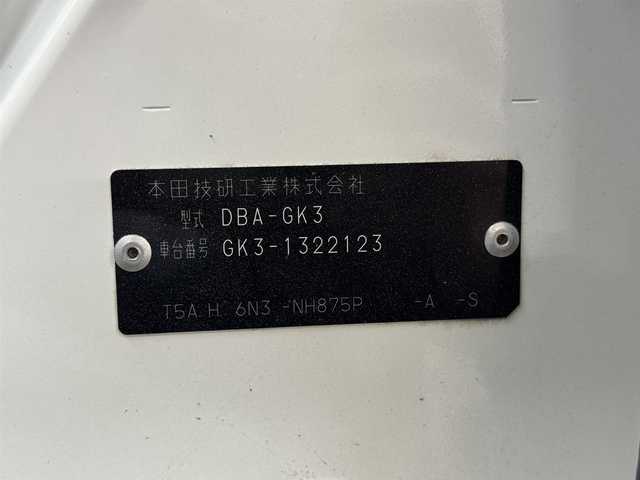 本田技研工業株式会社
型式 DBA-GK3
車台番号 GK3-1322123
T5A H 6N3 -NH875P -A -S